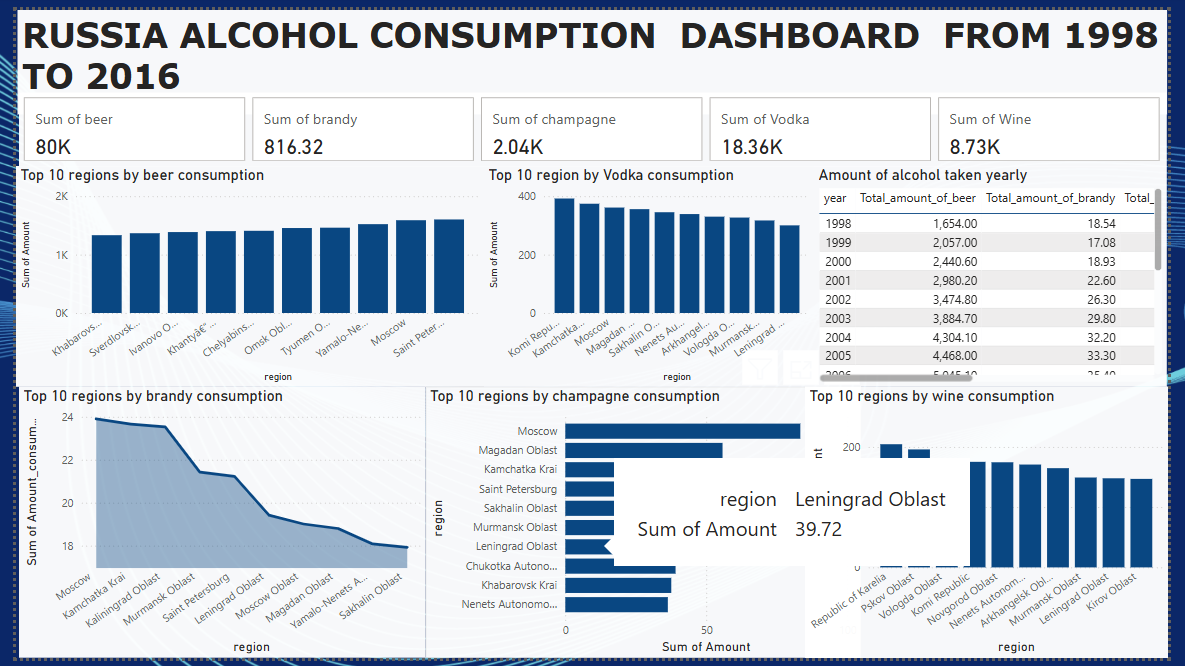 RUSSIA ALCOHOL CONSUMPTION DASHBOARD FROM 1998
TO 2016
Sum of beer
80K
Sum of brandy
816.32
Sum of champagne
2.04K
Sum of Vodka
18.36K
Sum of Wine
8.73K
Top 10 regions by beer consumption
2K
1K
0K
Sum of Amount
Khabarovs...
Sverdlovsk...
Ivanovo O...
Khantyâ€"...
Chelyabins...
Omsk Obl...
Tyumen O...
Yamalo-Ne...
Moscow
Saint Peter...
region
Top 10 region by Vodka consumption
400
200
0
Sum of Amount
Komi Repu...
Kamchatka...
Moscow
Magadan ...
Sakhalin O...
Nenets Au...
Arkhangel...
Vologda O...
Murmansk...
Leningrad ...
region
Amount of alcohol taken yearly
year Total_amount_of_beer Total_amount_of_brandy Total_
1998 1,654.00 18.54
1999 2,057.00 17.08
2000 2,440.60 18.93
2001 2,980.20 22.60
2002 3,474.80 26.30
2003 3,884.70 29.80
2004 4,304.10 32.20
2005 4,468.00 33.30
2006 5,045.10 35.40
Top 10 regions by brandy consumption
24
22
20
18
Sum of Amount_consum...
Moscow
Kamchatka Krai
Kaliningrad Oblast
Murmansk Oblast
Saint Petersburg
Leningrad Oblast
Moscow Oblast
Magadan Oblast
Yamalo-Nenets A...
Sakhalin Oblast
region
Top 10 regions by champagne consumption
region
Moscow
Magadan Oblast
Kamchatka Krai
Saint Petersburg
Sakhalin Oblast
Murmansk Oblast
Leningrad Oblast
Chukotka Autono...
Khabarovsk Krai
Nenets Autonomo...
0
50
Sum of Amount
region Leningrad Oblast
Sum of Amount 39.72
Top 10 regions by wine consumption
nt
200
0
Republic of Karelia
Pskov Oblast
Vologda Oblast
Komi Republic
Novgorod Oblast
Nenets Autonom...
Arkhangelsk Obl...
Murmansk Oblast
Leningrad Oblast
Kirov Oblast
region